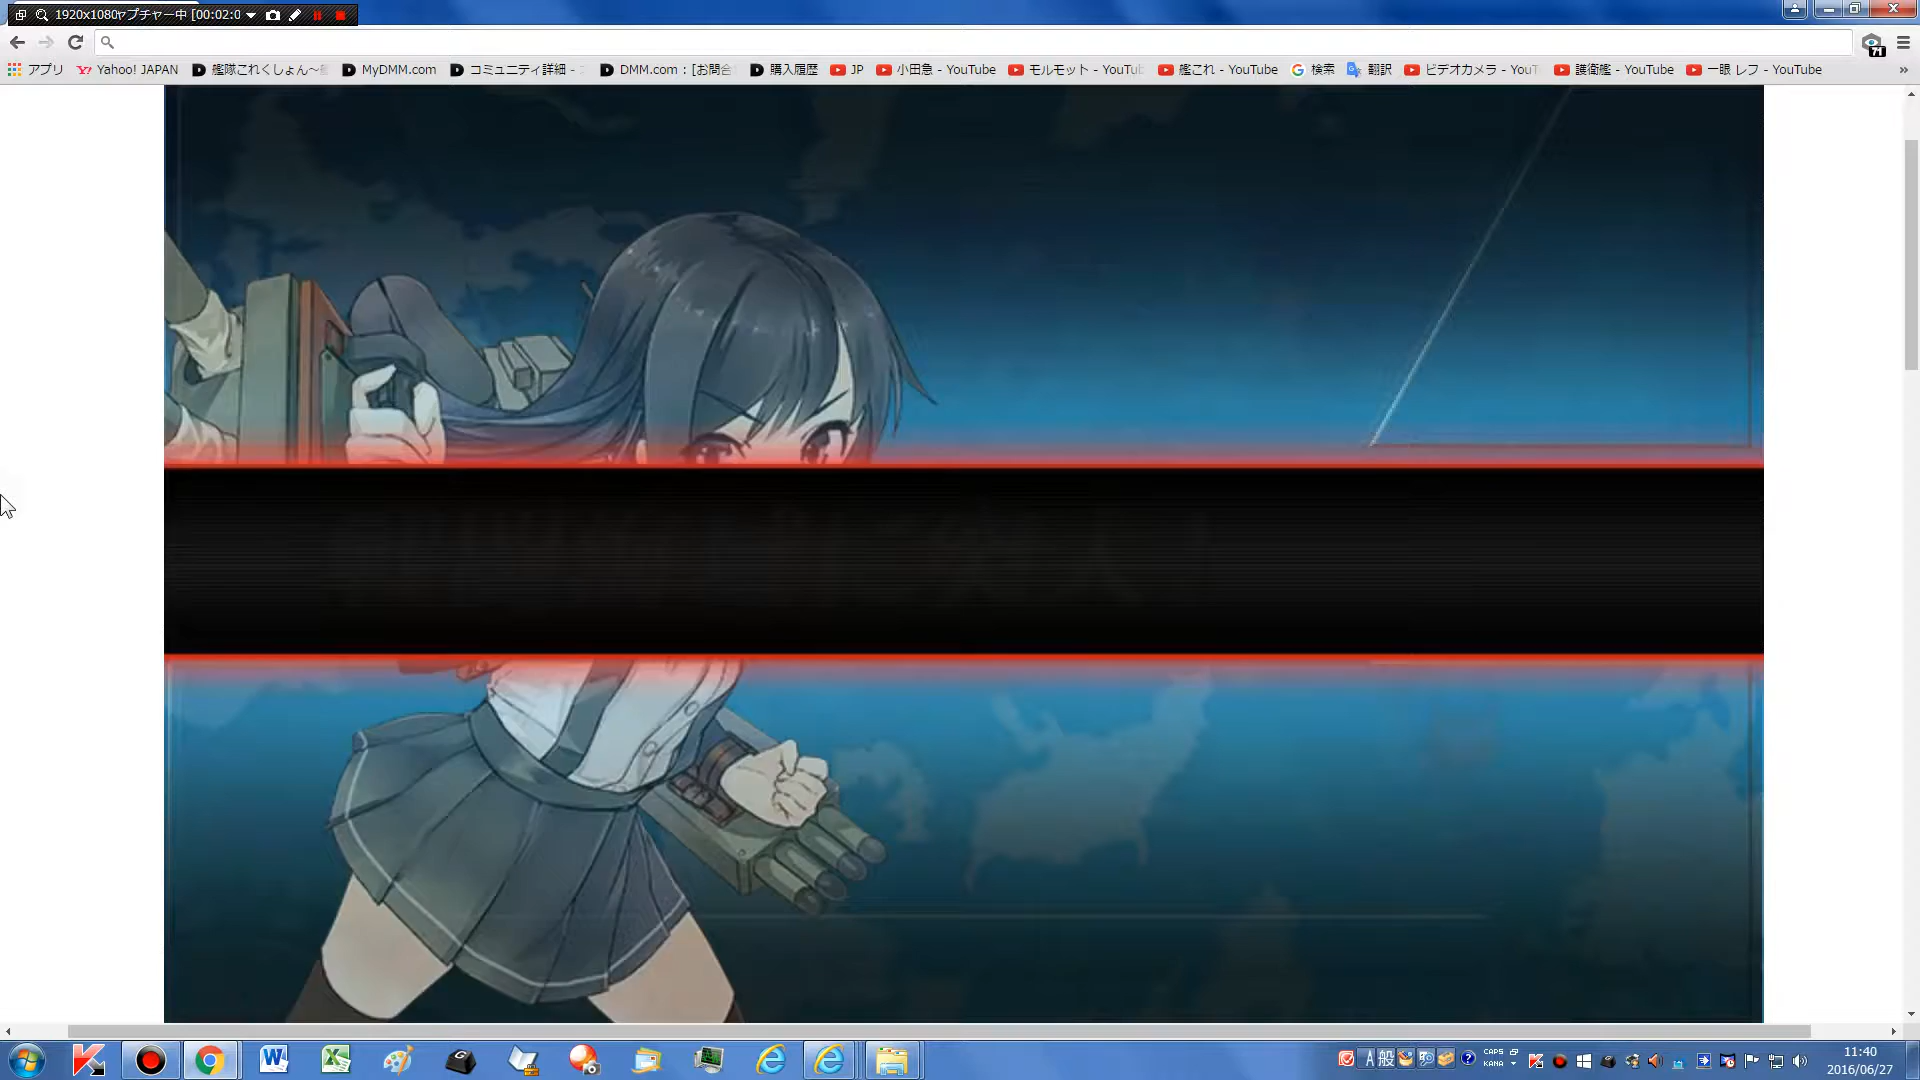 1920x1080ャプチャー中 [00:02:0
アプリ Yahoo! JAPAN 艦隊これくしょん～ MyDMM.com コミュニティ詳細 - DMM.com : [お問合 購入履歴 JP 小田急 - YouTube モルモット - YouTub 艦これ - YouTube 検索 翻訳 ビデオカメラ - YouT 護衛艦 - YouTube 一眼 レフ - YouTube »
71
A 般 CAPS
KANA
11:40
2016/06/27